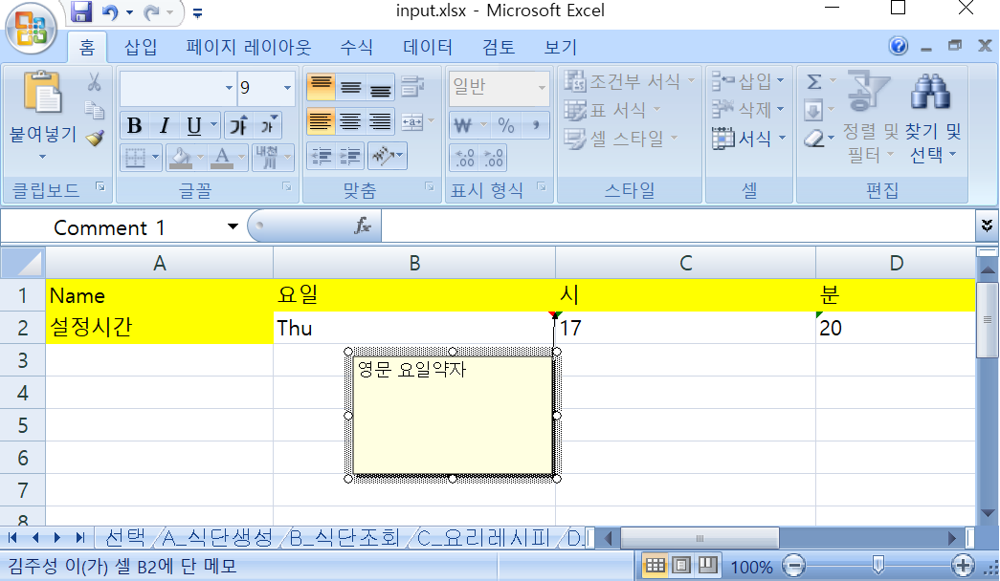 input.xlsx - Microsoft Excel
홈 삽입 페이지 레이아웃 수식 데이터 검토 보기
붙여넣기
클립보드
9
B I U 가 가
가 내천 川
글꼴
맞춤
일반
₩ % ,
.00 .0
표시 형식
조건부 서식
표 서식
셀 스타일
스타일
삽입
삭제
서식
셀
Σ
정렬 및 필터
찾기 및 선택
편집
Comment 1 fx
A B C D
1 Name 요일 시 분
2 설정시간 Thu 17 20
3 영문 요일약자
4
5
6
7
8
선택 A_식단생성 B_식단조회 C_요리레시피 D
김주성 이(가) 셀 B2에 단 메모 100%